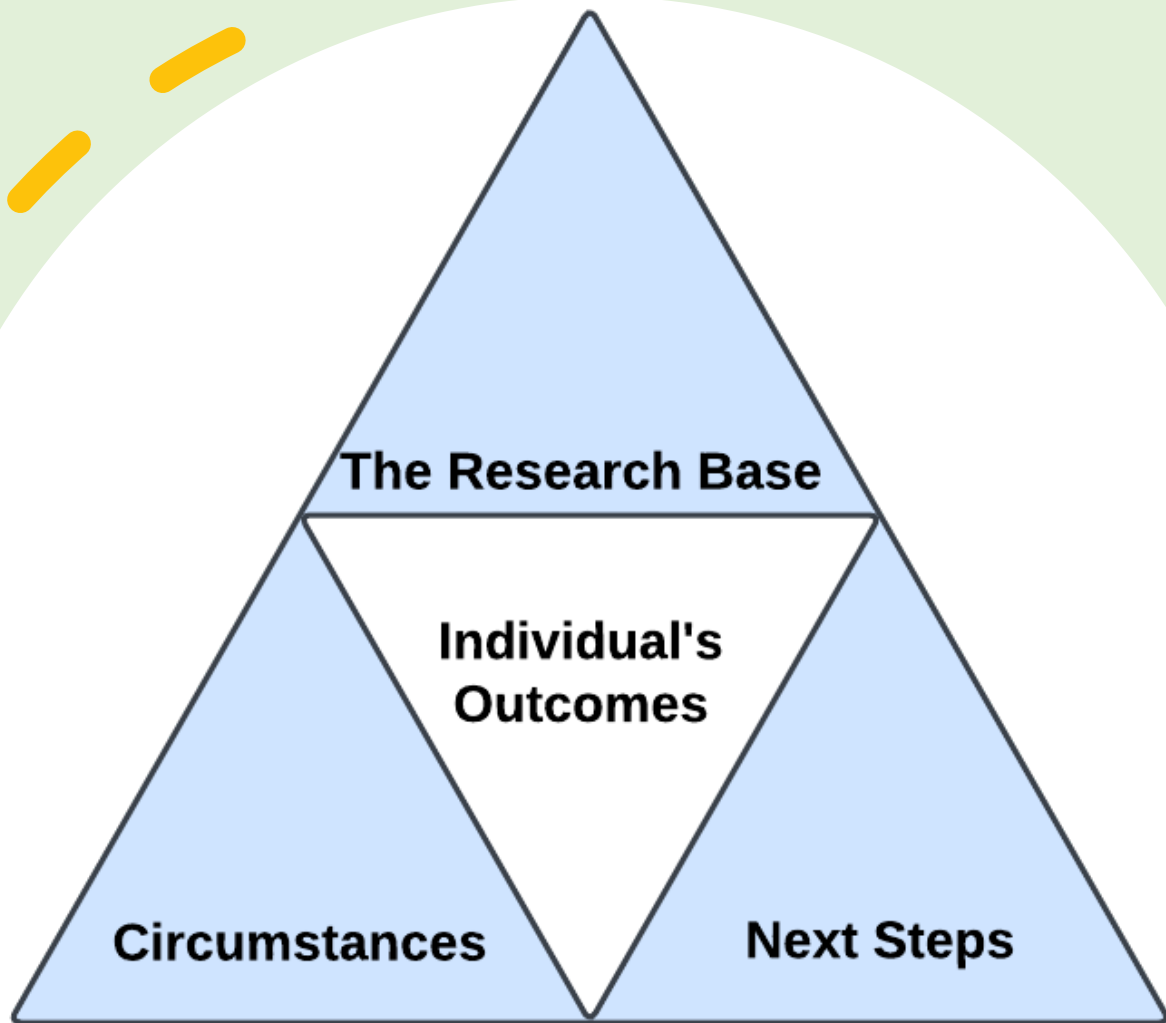 The Research Base
Individual's
Outcomes
Circumstances
Next Steps